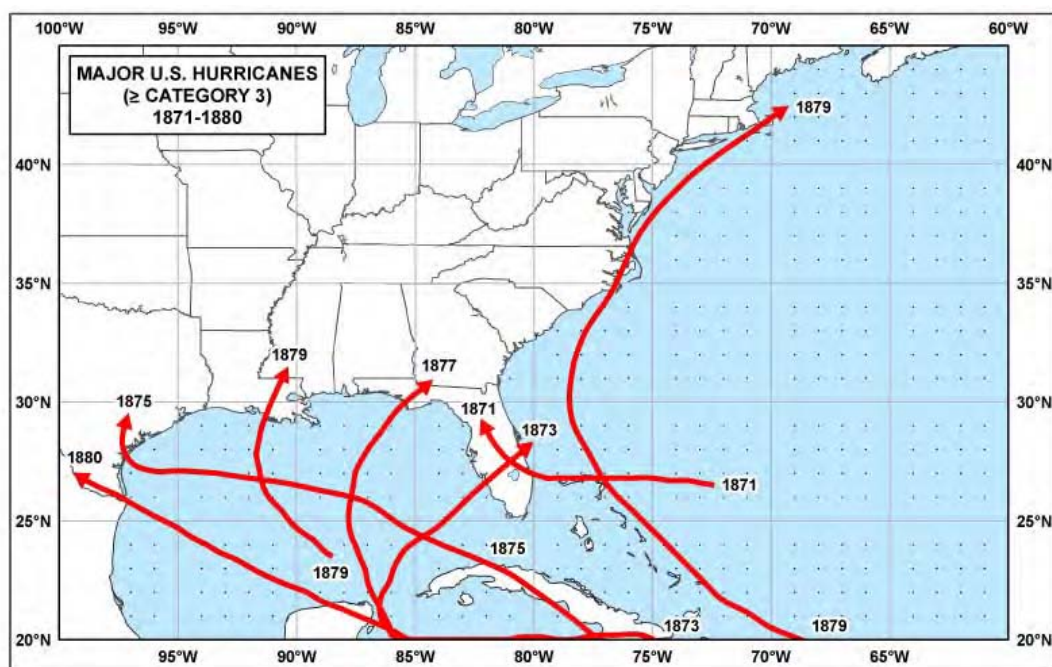 100°W 95°W 90°W 85°W 80°W 75°W 70°W 65°W 60°W
MAJOR U.S. HURRICANES
(≥ CATEGORY 3)
1871-1880
1879
40°N 40°N
35°N 35°N
1879
1877
30°N 1875 1871 30°N
1873
1880
1871
25°N 25°N
1875
1879
1873
1879
20°N 20°N
100°W 95°W 90°W 85°W 80°W 75°W 70°W 65°W 60°W